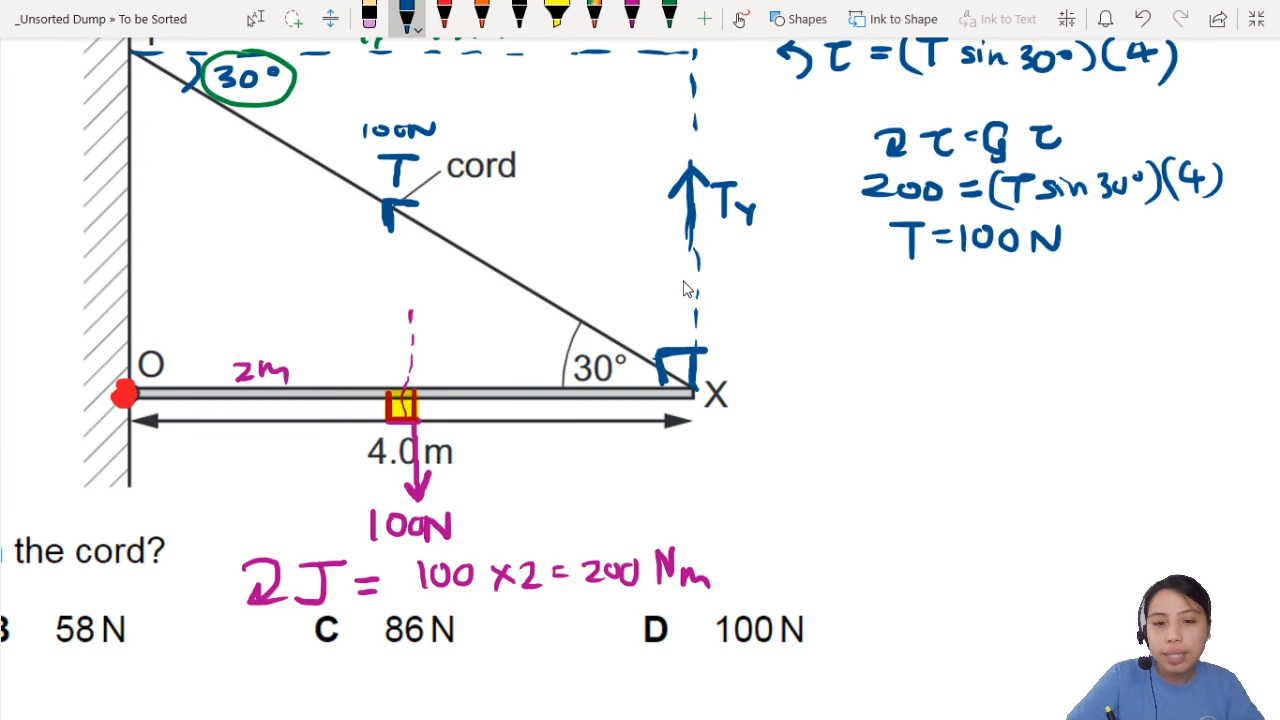 _Unsorted Dump » To be Sorted
Shapes
Ink to Shape
Ink to Text
30°
τ = (T sin 30°)(4)
100N
T
cord
τ = τ
200 = (T sin 30°)(4)
T = 100N
Ty
O
2m
30°
X
4.0 m
100N
the cord?
= 100 × 2 = 200 Nm
58 N
C 86 N
D 100 N